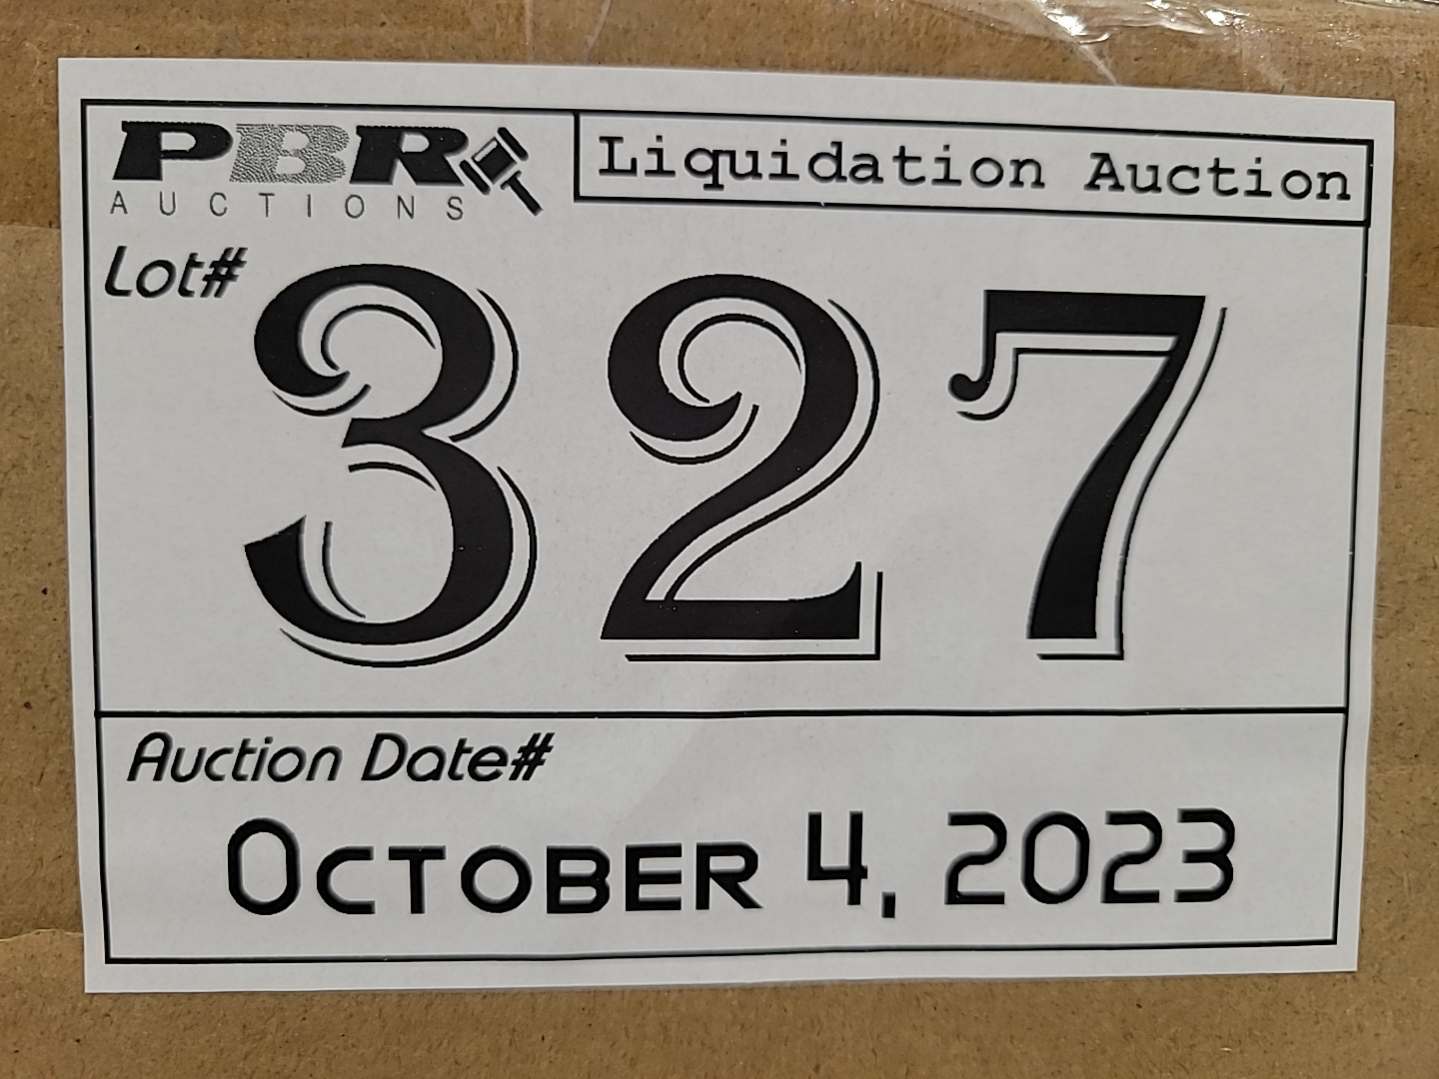 PBR
AUCTIONS
Liquidation Auction
Lot#
327
Auction Date#
OCTOBER 4, 2023